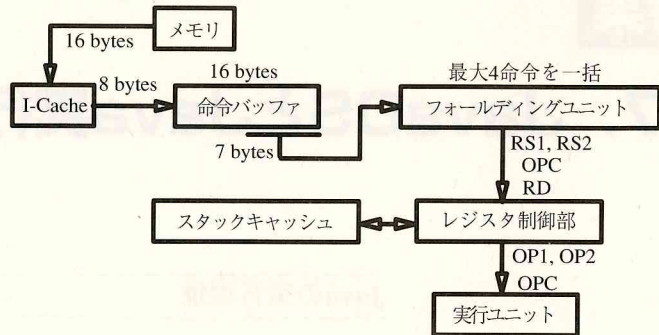 メモリ
16 bytes
I-Cache
8 bytes
16 bytes
命令バッファ
7 bytes
最大4命令を一括
フォールディングユニット
RS1, RS2
OPC
RD
スタックキャッシュ
レジスタ制御部
OP1, OP2
OPC
実行ユニット